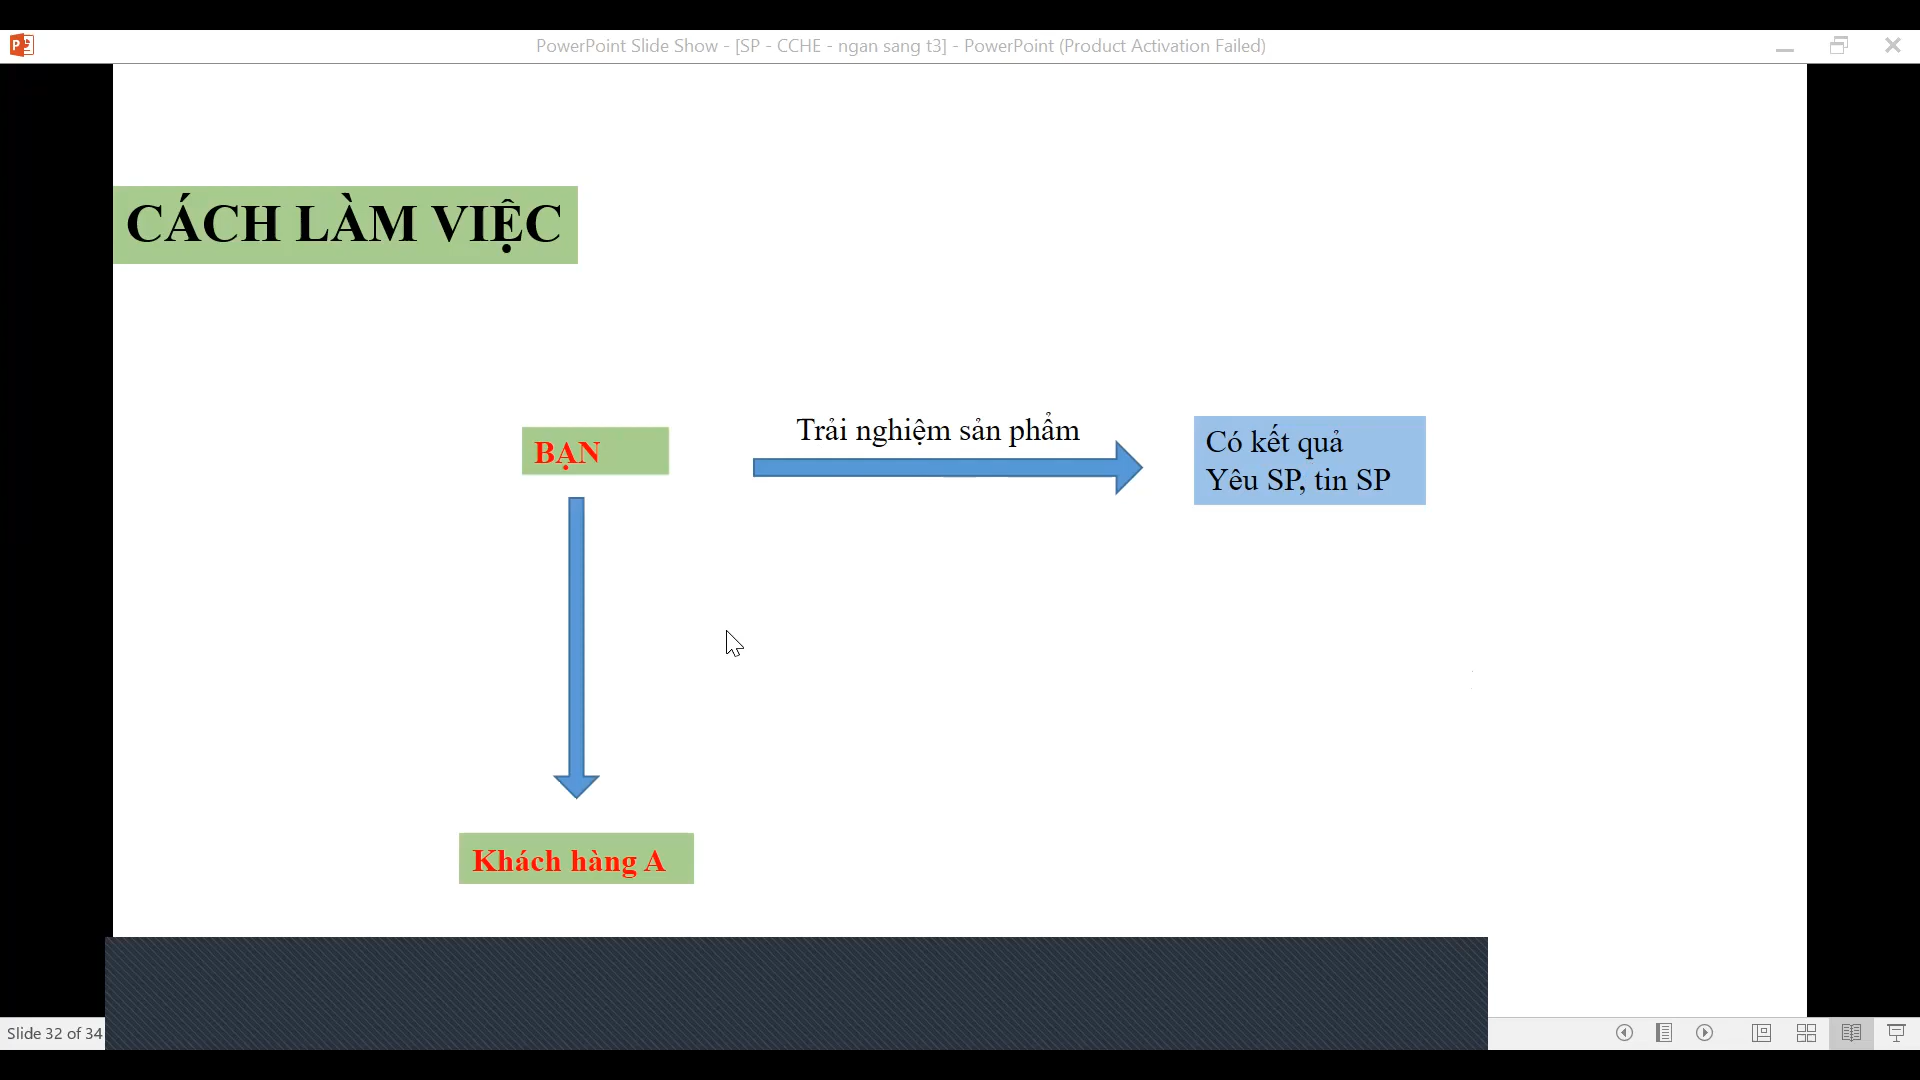 PowerPoint Slide Show - [SP - CCHE - ngan sang t3] - PowerPoint (Product Activation Failed)
CÁCH LÀM VIỆC
Trải nghiệm sản phẩm
BẠN
Có kết quả
Yêu SP, tin SP
Khách hàng A
Slide 32 of 34